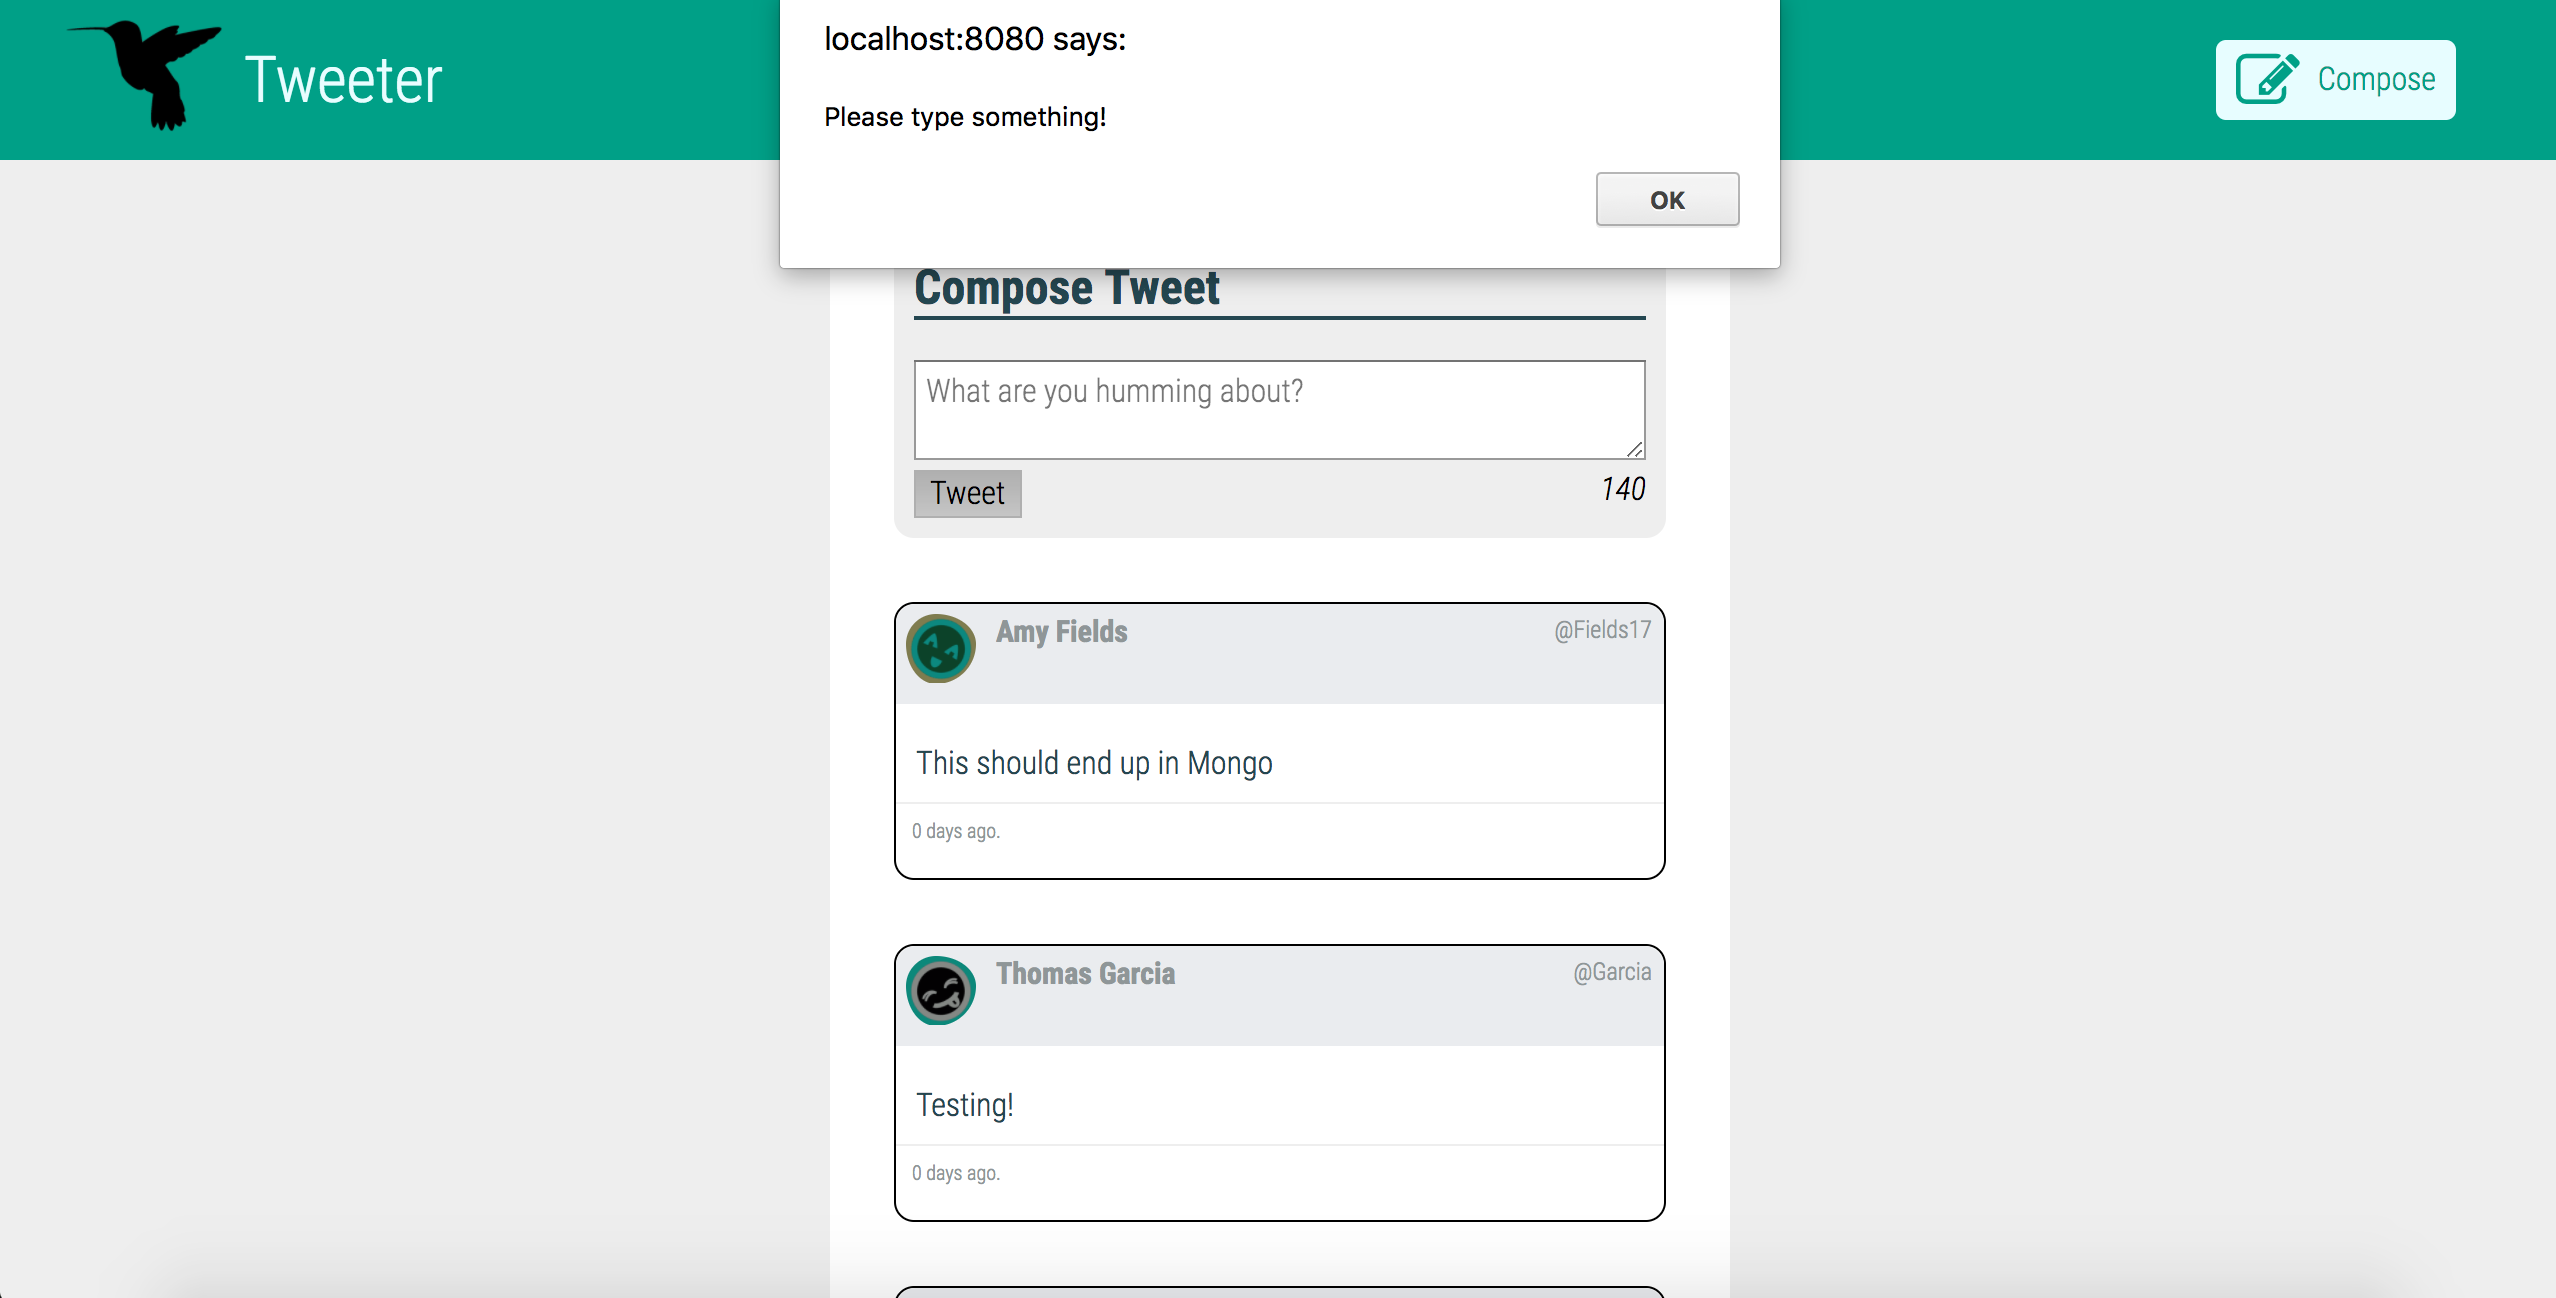 Tweeter
localhost:8080 says:
Please type something!
OK
Compose
Compose Tweet
What are you humming about?
Tweet
140
Amy Fields
@Fields17
This should end up in Mongo
0 days ago.
Thomas Garcia
@Garcia
Testing!
0 days ago.